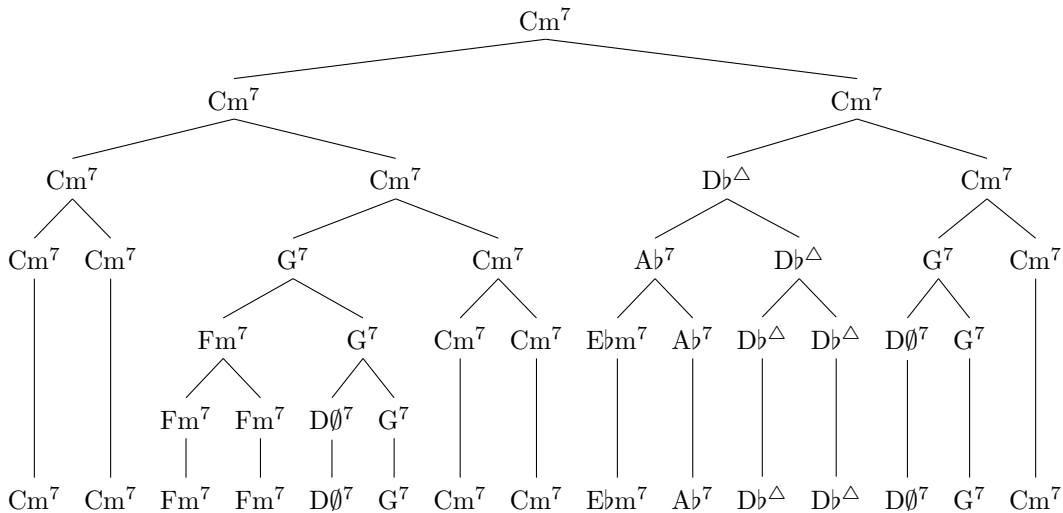 Cm⁷
Cm⁷ Cm⁷
Cm⁷ Cm⁷ D♭△ Cm⁷
Cm⁷ Cm⁷ G⁷ Cm⁷ A♭⁷ D♭△ G⁷ Cm⁷
Fm⁷ G⁷ Cm⁷ Cm⁷ E♭m⁷ A♭⁷ D♭△ D♭△ D∅⁷ G⁷
Fm⁷ Fm⁷ D∅⁷ G⁷
Cm⁷ Cm⁷ Fm⁷ Fm⁷ D∅⁷ G⁷ Cm⁷ Cm⁷ E♭m⁷ A♭⁷ D♭△ D♭△ D∅⁷ G⁷ Cm⁷